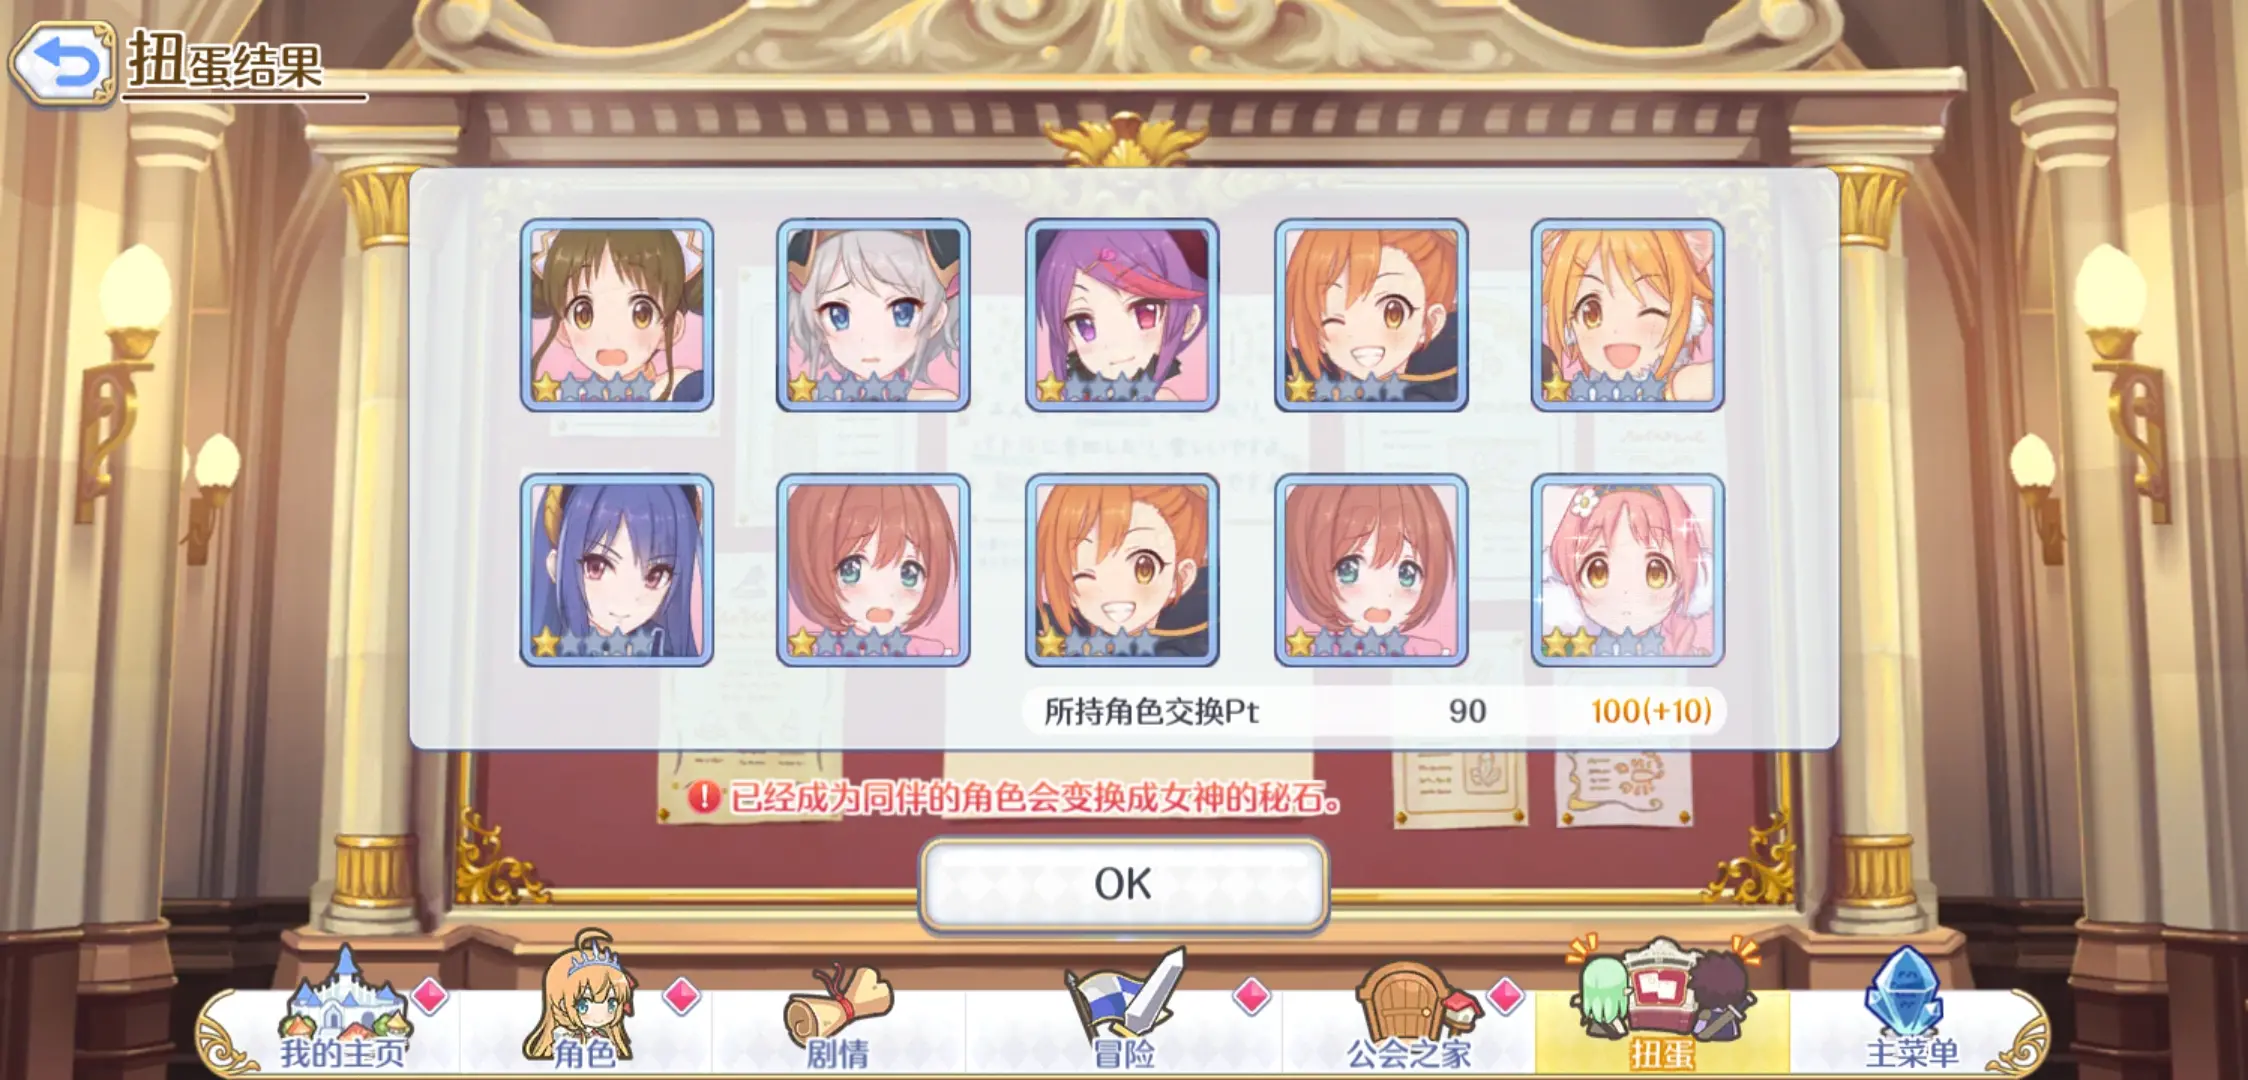 扭蛋结果
所持角色交换Pt 90 100(+10)
已经成为同伴的角色会变换成女神的秘石。
OK
我的主页 角色 剧情 冒险 公会之家 扭蛋 主菜单